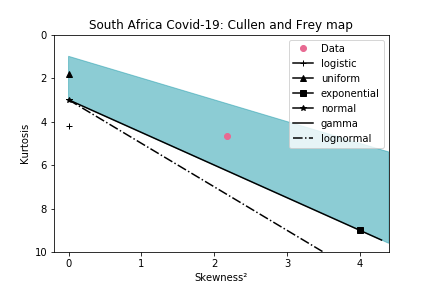 South Africa Covid-19: Cullen and Frey map
Kurtosis
0
2
4
6
8
10
Data
logistic
uniform
exponential
normal
gamma
lognormal
0
1
2
3
4
Skewness²